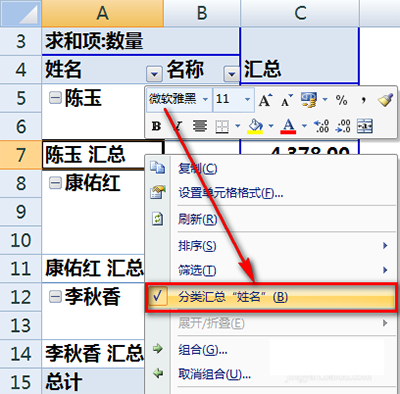 A B C
3 求和项:数量
4 姓名 名称 汇总
5 陈玉
微软雅黑 11 A A % ,
6 B I A
7 陈玉 汇总 4,378.00
8 康佑红
9
10
11 康佑红 汇总
12 李秋香
13
14 李秋香 汇总
15 总计
复制(C)
设置单元格格式(F)...
刷新(R)
排序(S)
筛选(T)
分类汇总“姓名”(B)
展开/折叠(E)
组合(G)...
取消组合(U)...